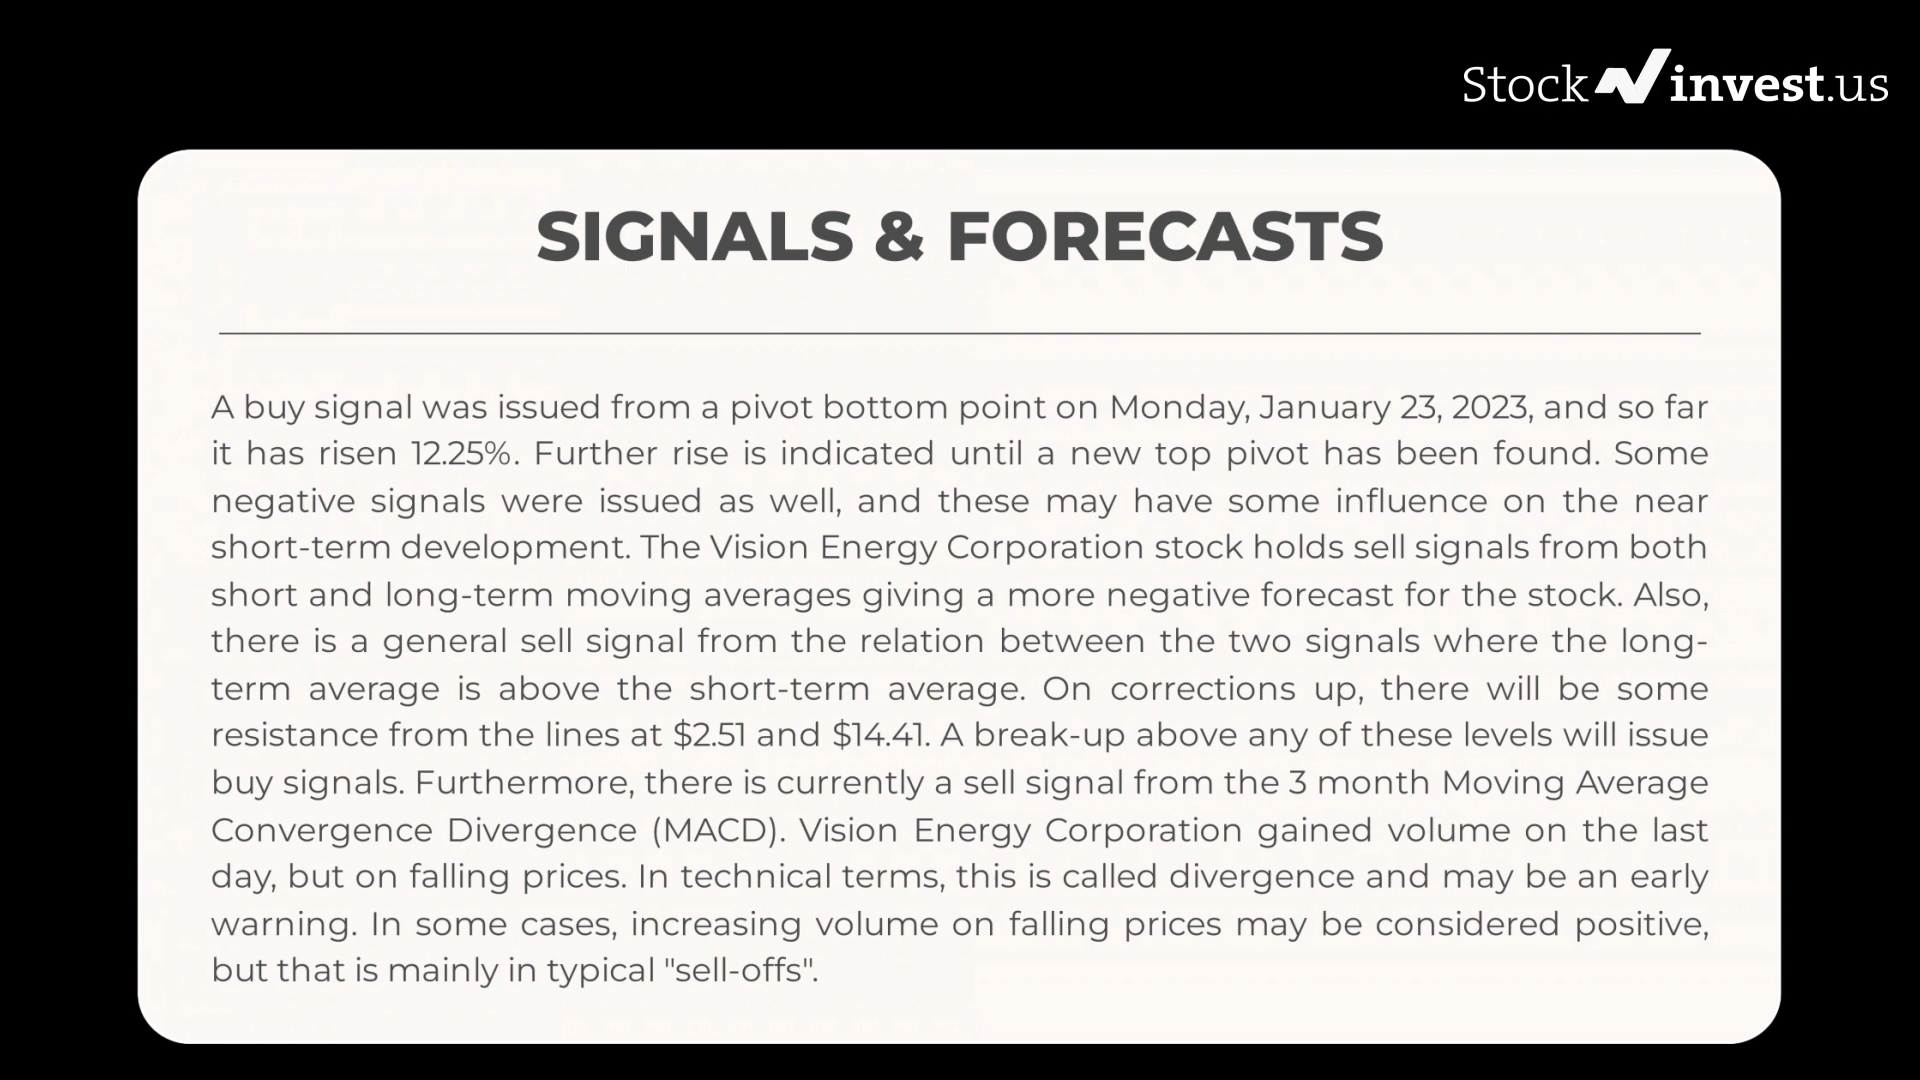 Stock invest.us
SIGNALS & FORECASTS
A buy signal was issued from a pivot bottom point on Monday, January 23, 2023, and so far
it has risen 12.25%. Further rise is indicated until a new top pivot has been found. Some
negative signals were issued as well, and these may have some influence on the near
short-term development. The Vision Energy Corporation stock holds sell signals from both
short and long-term moving averages giving a more negative forecast for the stock. Also,
there is a general sell signal from the relation between the two signals where the long-
term average is above the short-term average. On corrections up, there will be some
resistance from the lines at $2.51 and $14.41. A break-up above any of these levels will issue
buy signals. Furthermore, there is currently a sell signal from the 3 month Moving Average
Convergence Divergence (MACD). Vision Energy Corporation gained volume on the last
day, but on falling prices. In technical terms, this is called divergence and may be an early
warning. In some cases, increasing volume on falling prices may be considered positive,
but that is mainly in typical "sell-offs".